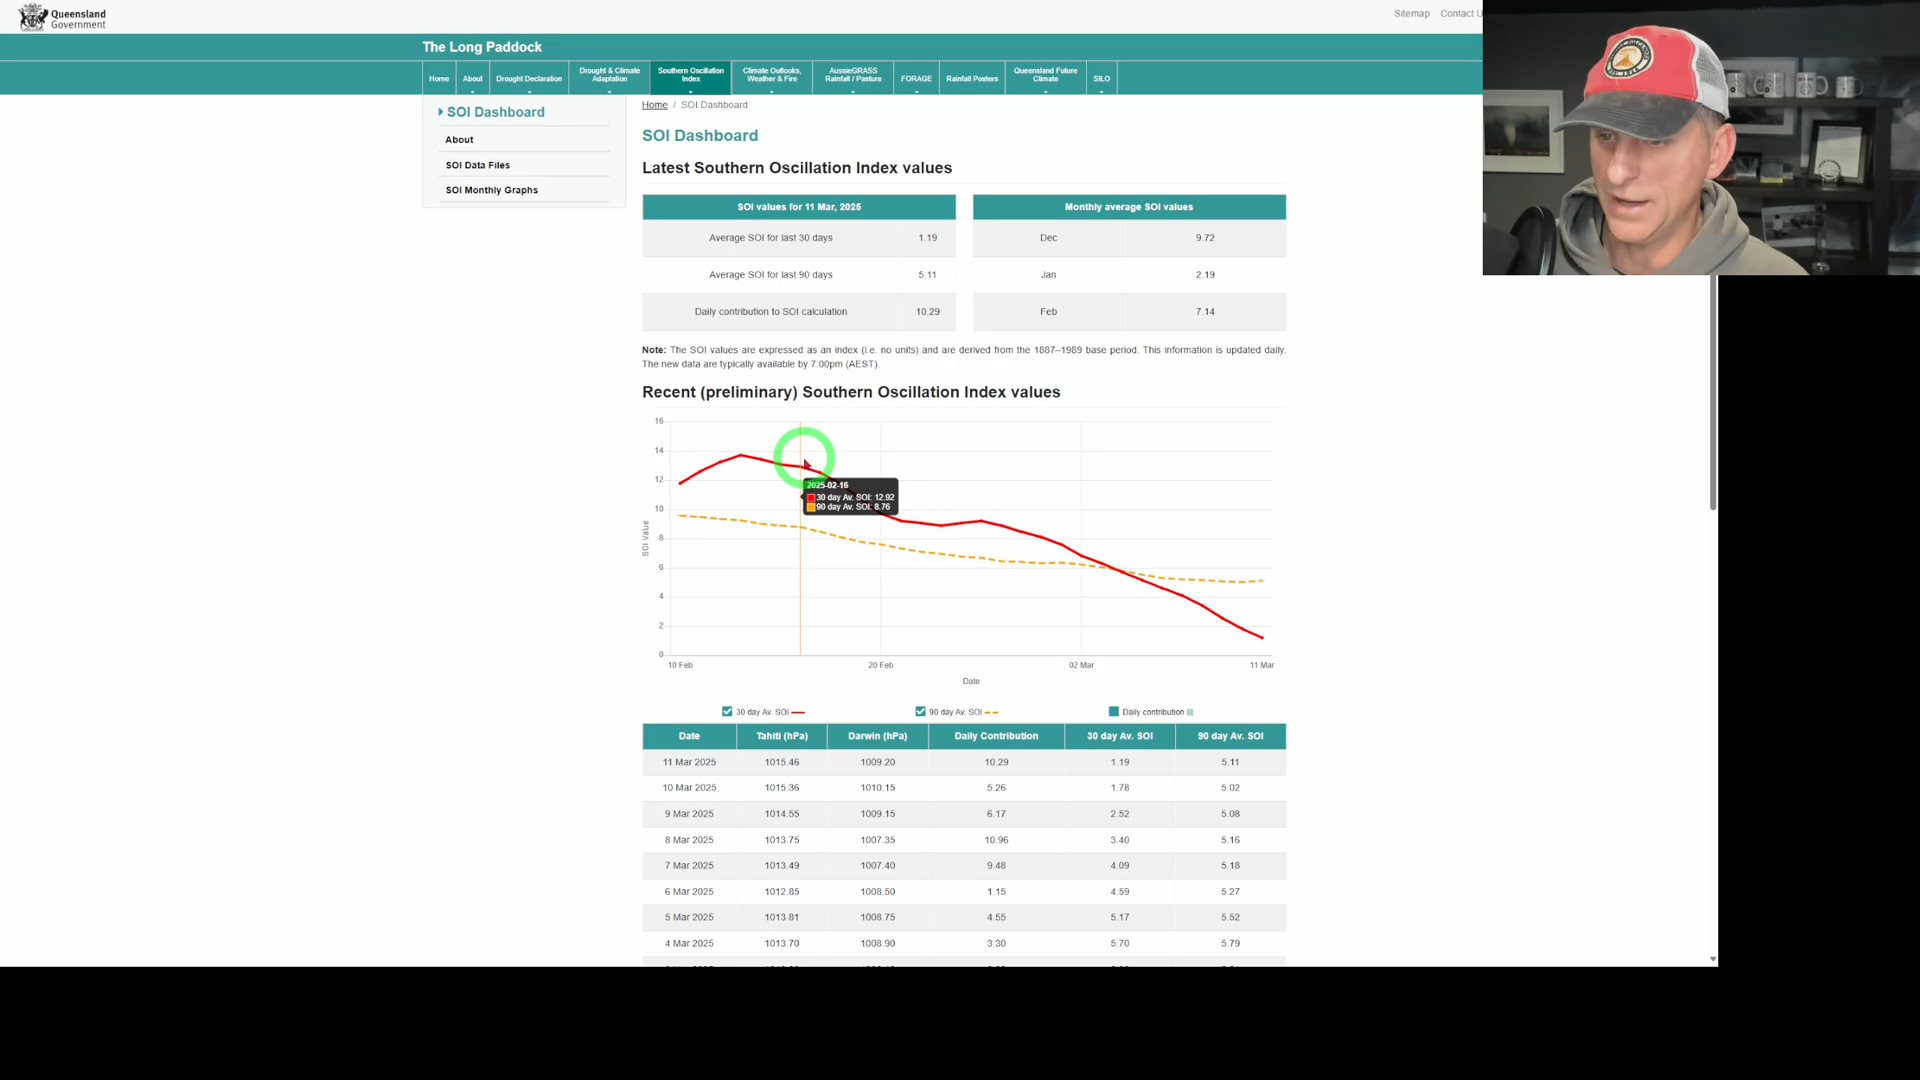 Queensland
Government
Sitemap Contact U
The Long Paddock
Home
About
Drought Declaration
Drought & Climate
Adaptation
Southern Oscillation
Index
Climate Outlooks,
Weather & Fire
AussieGRASS
Rainfall / Pasture
FORAGE
Rainfall Posters
Queensland Future
Climate
SILO
SOI Dashboard
About
SOI Data Files
SOI Monthly Graphs
Home / SOI Dashboard
SOI Dashboard
Latest Southern Oscillation Index values
SOI values for 11 Mar, 2025
Average SOI for last 30 days 1.19
Average SOI for last 90 days 5.11
Daily contribution to SOI calculation 10.29
Monthly average SOI values
Dec 9.72
Jan 2.19
Feb 7.14
Note: The SOI values are expressed as an index (i.e. no units) and are derived from the 1887–1989 base period. This information is updated daily.
The new data are typically available by 7:00pm (AEST).
Recent (preliminary) Southern Oscillation Index values
16
14
12
10
8
6
4
2
0
SOI Value
2025-02-16
30 day Av. SOI: 12.92
90 day Av. SOI: 8.76
10 Feb 20 Feb 02 Mar 11 Mar
Date
30 day Av. SOI 90 day Av. SOI Daily contribution
Date Tahiti (hPa) Darwin (hPa) Daily Contribution 30 day Av. SOI 90 day Av. SOI
11 Mar 2025 1015.46 1009.20 10.29 1.19 5.11
10 Mar 2025 1015.36 1010.15 5.26 1.78 5.02
9 Mar 2025 1014.55 1009.15 6.17 2.52 5.08
8 Mar 2025 1013.75 1007.35 10.96 3.40 5.16
7 Mar 2025 1013.49 1007.40 9.48 4.09 5.18
6 Mar 2025 1012.85 1008.50 1.15 4.59 5.27
5 Mar 2025 1013.81 1008.75 4.55 5.17 5.52
4 Mar 2025 1013.70 1008.90 3.30 5.70 5.79